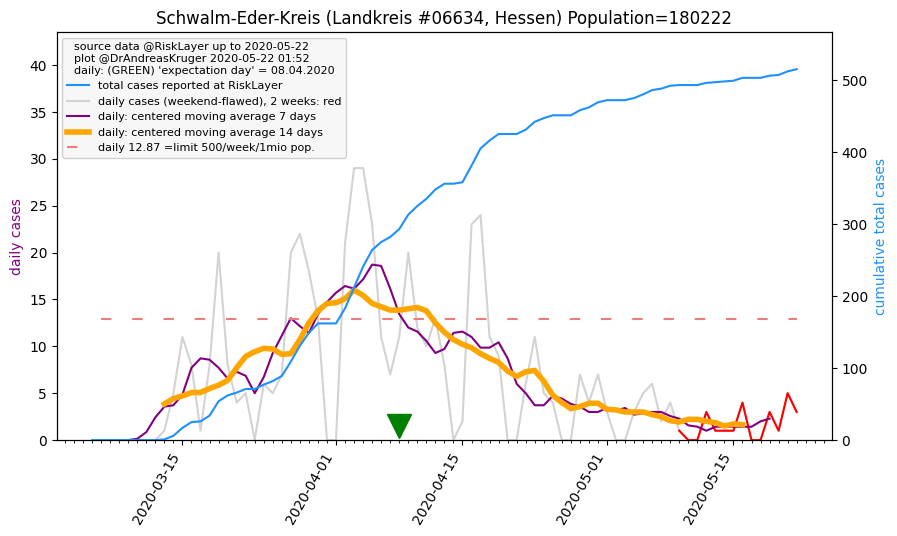 Schwalm-Eder-Kreis (Landkreis #06634, Hessen) Population=180222
source data @RiskLayer up to 2020-05-22
plot @DrAndreasKruger 2020-05-22 01:52
daily: (GREEN) 'expectation day' = 08.04.2020
total cases reported at RiskLayer
daily cases (weekend-flawed), 2 weeks: red
daily: centered moving average 7 days
daily: centered moving average 14 days
daily 12.87 =limit 500/week/1mio pop.
daily cases
40
35
30
25
20
15
10
5
0
cumulative total cases
500
400
300
200
100
0
2020-03-15
2020-04-01
2020-04-15
2020-05-01
2020-05-15